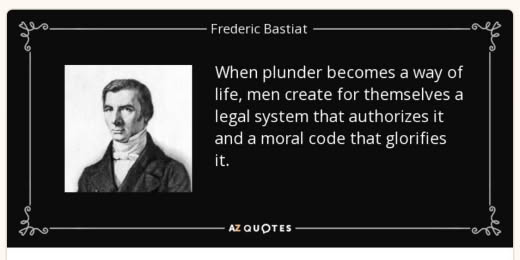 Frederic Bastiat
When plunder becomes a way of
life, men create for themselves a
legal system that authorizes it
and a moral code that glorifies
it.
AZ QUOTES